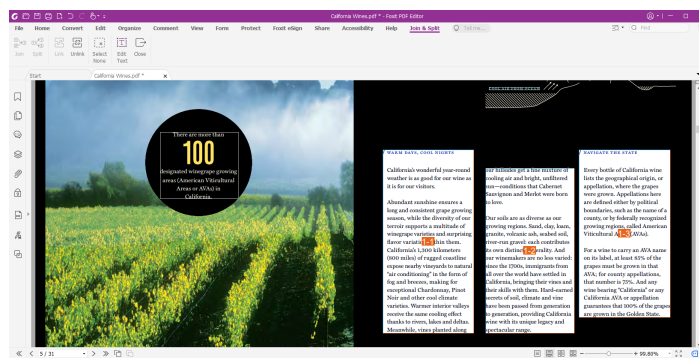 California Wines.pdf * - Foxit PDF Editor
File Home Convert Edit Organize Comment View Form Protect Foxit eSign Share Accessibility Help Join & Split Tell me... Find
Join Split Link Unlink Select None Edit Text Close
Start California Wines.pdf * x
There are more than
100
designated winegrape growing
areas (American Viticultural
Areas or AVAs) in
California.
WARM DAYS, COOL NIGHTS
California's wonderful year-round
weather is as good for our wine as
it is for our visitors.
Abundant sunshine ensures a
long and consistent grape growing
season, while the diversity of our
terroir supports a multitude of
winegrape varieties and surprising
flavor variati 1-1 thin them.
California's 1,300 kilometers
(800 miles) of rugged coastline
expose nearby vineyards to natural
"air conditioning" in the form of
fog and breezes, making for
exceptional Chardonnay, Pinot
Noir and other cool climate
varieties. Warmer interior valleys
receive the same cooling effect
thanks to rivers, lakes and deltas.
Meanwhile, vines planted along
our hillsides get a fine mixture of
cooling air and bright, unfiltered
sun—conditions that Cabernet
Sauvignon and Merlot were born
to love.
Our soils are as diverse as our
growing regions. Sand, clay, loam,
granite, volcanic ash, seabed soil,
river-run gravel: each contributes
its own distinct 1-2 erality. And
our winemakers are no less varied:
since the 1700s, immigrants from
all over the world have settled in
California, bringing their vines and
their skills with them. Hard-earned
secrets of soil, climate and vine
have been passed from generation
to generation, providing California
wine with its unique legacy and
spectacular range.
NAVIGATE THE STATE
Every bottle of California wine
lists the geographical origin, or
appellation, where the grapes
were grown. Appellations here
are defined either by political
boundaries, such as the name of a
county, or by federally recognized
growing regions, called American
Viticultural A 1-3 AVAs).
For a wine to carry an AVA name
on its label, at least 85% of the
grapes must be grown in that
AVA; for county appellations,
that number is 75%. And any
wine bearing "California" or any
California AVA or appellation
guarantees that 100% of the grapes
are grown in the Golden State.
5 / 31
+ 99.80%